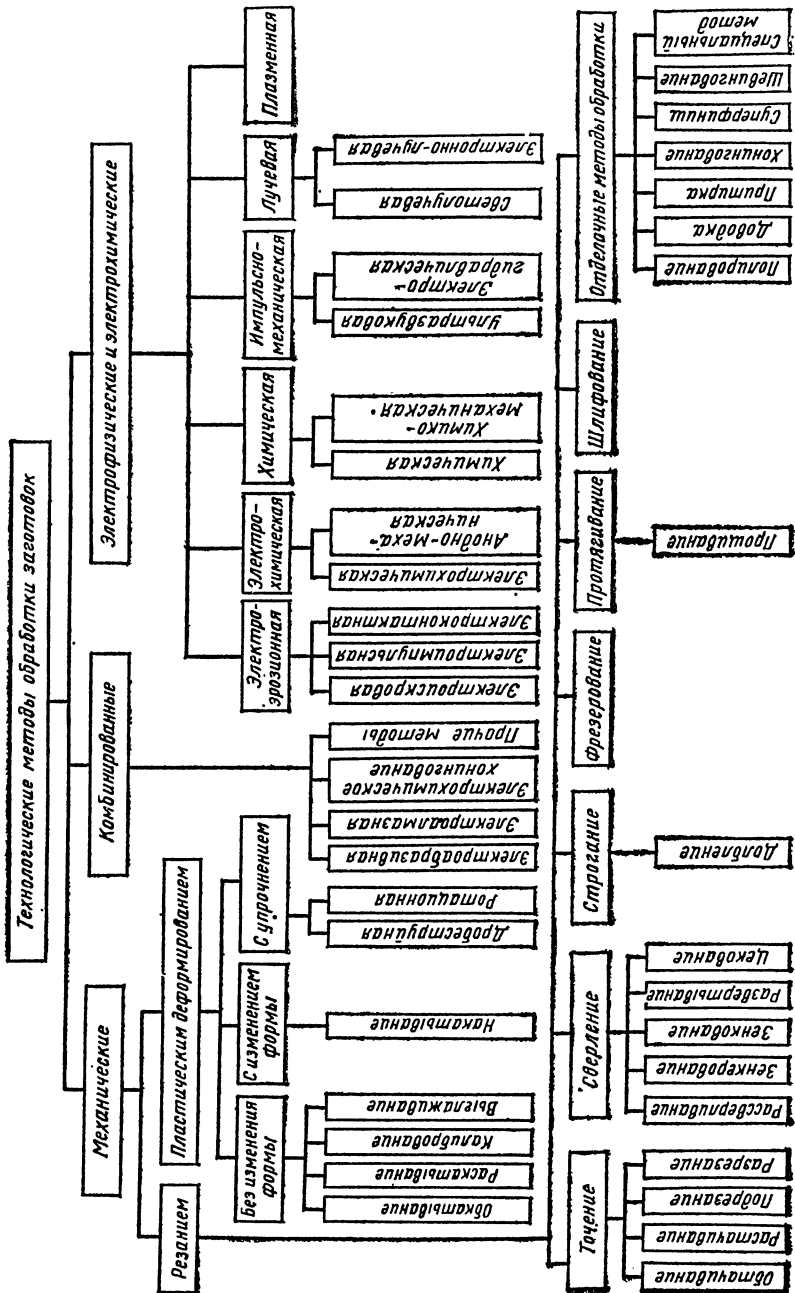 Технологические методы обработки заготовок
Механические
Комбинированные
Электрофизические и электрохимические
Резанием
Пластическим деформированием
Без изменения
формы
С изменением
формы
С упрочнением
Обкатывание
Раскатывание
Калибрование
Выглаживание
Накатывание
Дробеструйная
Ротационная
Электроабразивная
Электроалмазная
Электрохимическое
хонингование
Прочие методы
Электро-
эрозионная
Электро-
химическая
Химическая
Импульсно-
механическая
Лучевая
Плазменная
Электроискровая
Электроимпульсная
Электроконтактная
Электрохимическая
Анодно-меха-
ническая
Химическая
Химико-
механическая
Ультразвуковая
Электро-
гидравлическая
Светолучевая
Электронно-лучевая
Точение
Сверление
Строгание
Фрезерование
Протягивание
Шлифование
Отделочные методы обработки
Обтачивание
Растачивание
Подрезание
Разрезание
Рассверливание
Зенкерование
Зенкование
Развертывание
Цекование
Долбление
Прошивание
Полирование
Доводка
Притирка
Хонингование
Суперфиниш
Шевингование
Специальный
метод